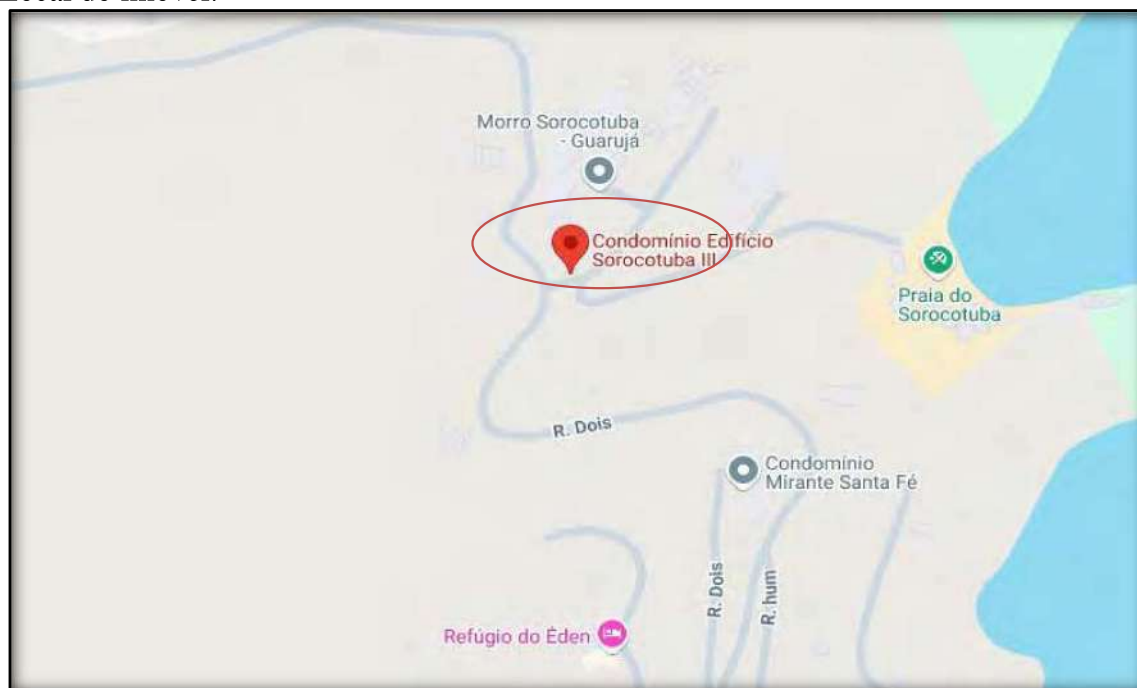 Morro Sorocotuba
- Guarujá
Condomínio Edifício
Sorocotuba III
Praia do
Sorocotuba
R. Dois
Condomínio
Mirante Santa Fé
R. Dois
R. hum
Refúgio do Éden